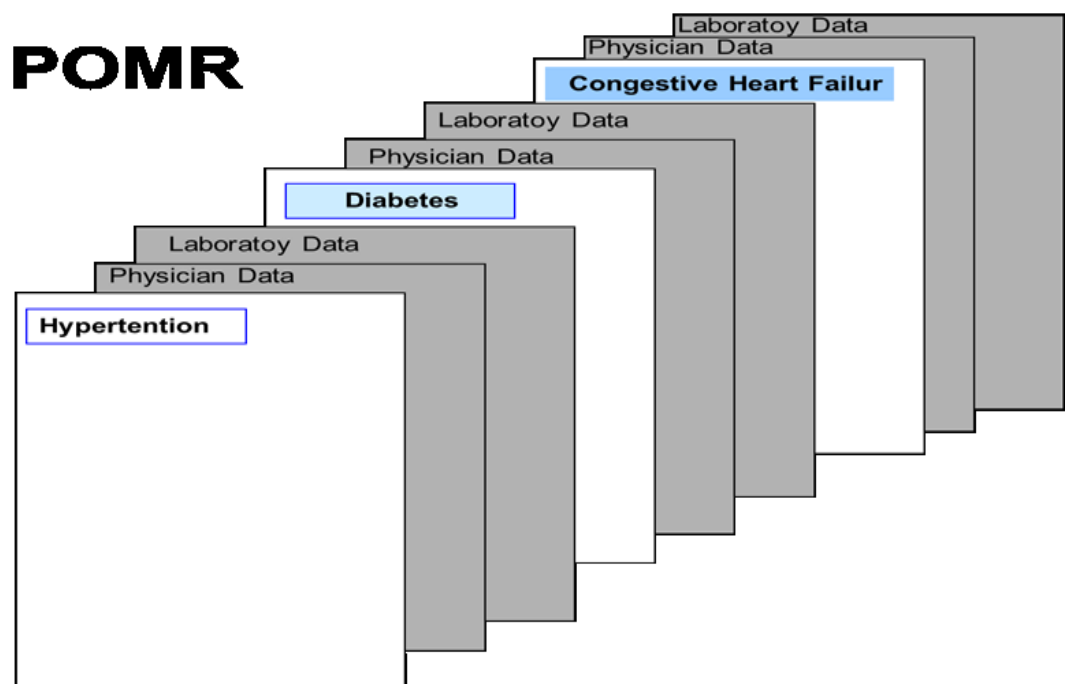 POMR
Laboratoy Data
Physician Data
Congestive Heart Failur
Laboratoy Data
Physician Data
Diabetes
Laboratoy Data
Physician Data
Hypertention